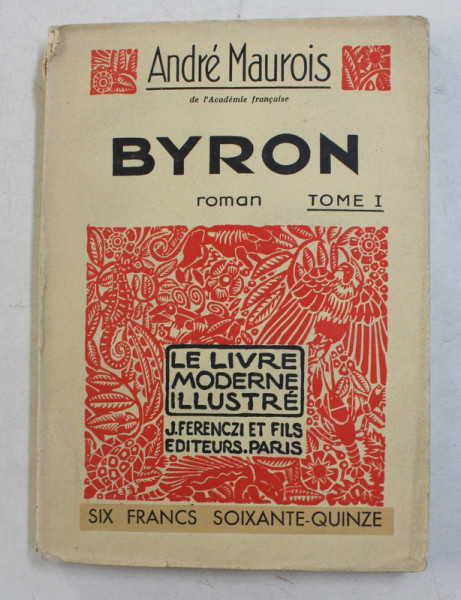 André Maurois
de l'Académie française
BYRON
roman TOME I
LE LIVRE
MODERNE
ILLUSTRÉ
J. FERENCZI ET FILS
EDITEURS. PARIS
SIX FRANCS SOIXANTE-QUINZE